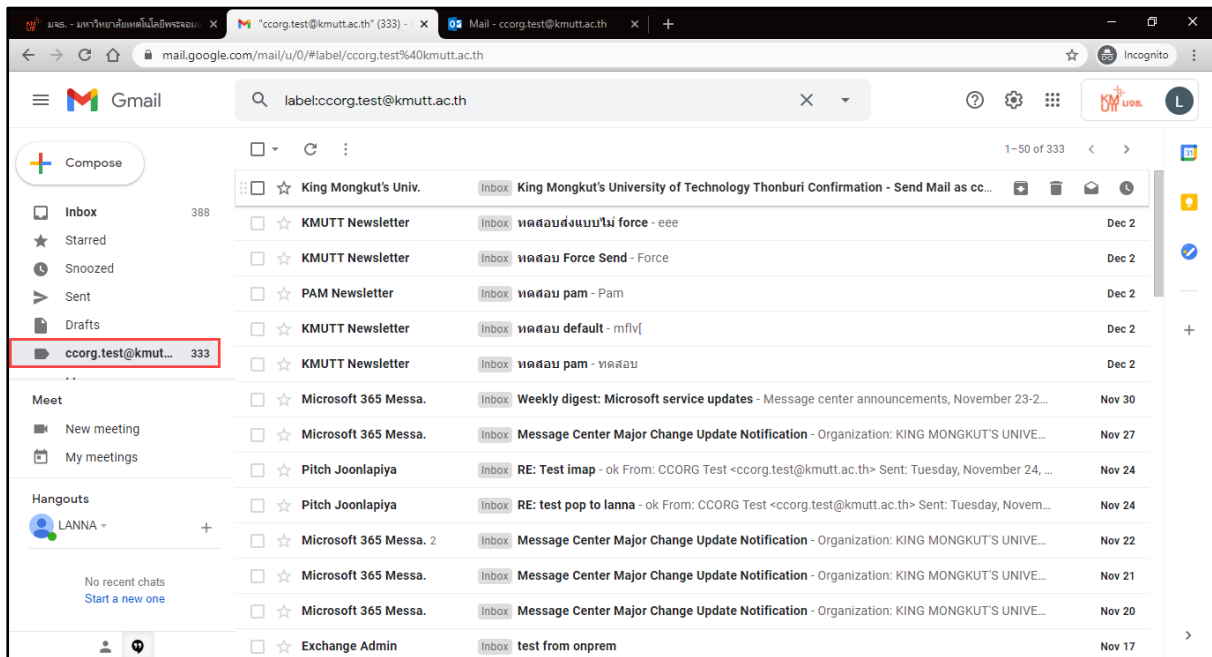 มจธ. - มหาวิทยาลัยเทคโนโลยีพระจอมเ
"ccorg.test@kmutt.ac.th" (333) -
Mail - ccorg.test@kmutt.ac.th
mail.google.com/mail/u/0/#label/ccorg.test%40kmutt.ac.th
Incognito
Gmail
label:ccorg.test@kmutt.ac.th
มจธ.
L
Compose
1–50 of 333
31
King Mongkut's Univ. Inbox King Mongkut's University of Technology Thonburi Confirmation - Send Mail as cc...
Inbox 388
KMUTT Newsletter Inbox ทดสอบส่งแบบไม่ force - eee Dec 2
Starred
KMUTT Newsletter Inbox ทดสอบ Force Send - Force Dec 2
Snoozed
PAM Newsletter Inbox ทดสอบ pam - Pam Dec 2
Sent
Drafts
KMUTT Newsletter Inbox ทดสอบ default - mflv[ Dec 2
ccorg.test@kmut... 333
KMUTT Newsletter Inbox ทดสอบ pam - ทดสอบ Dec 2
Meet
Microsoft 365 Messa. Inbox Weekly digest: Microsoft service updates - Message center announcements, November 23-2... Nov 30
New meeting
Microsoft 365 Messa. Inbox Message Center Major Change Update Notification - Organization: KING MONGKUT'S UNIVE... Nov 27
My meetings
Pitch Joonlapiya Inbox RE: Test imap - ok From: CCORG Test <ccorg.test@kmutt.ac.th> Sent: Tuesday, November 24, ... Nov 24
Hangouts
Pitch Joonlapiya Inbox RE: test pop to lanna - ok From: CCORG Test <ccorg.test@kmutt.ac.th> Sent: Tuesday, Novem... Nov 24
LANNA
Microsoft 365 Messa. 2 Inbox Message Center Major Change Update Notification - Organization: KING MONGKUT'S UNIVE... Nov 22
No recent chats
Microsoft 365 Messa. Inbox Message Center Major Change Update Notification - Organization: KING MONGKUT'S UNIVE... Nov 21
Start a new one
Microsoft 365 Messa. Inbox Message Center Major Change Update Notification - Organization: KING MONGKUT'S UNIVE... Nov 20
Exchange Admin Inbox test from onprem Nov 17